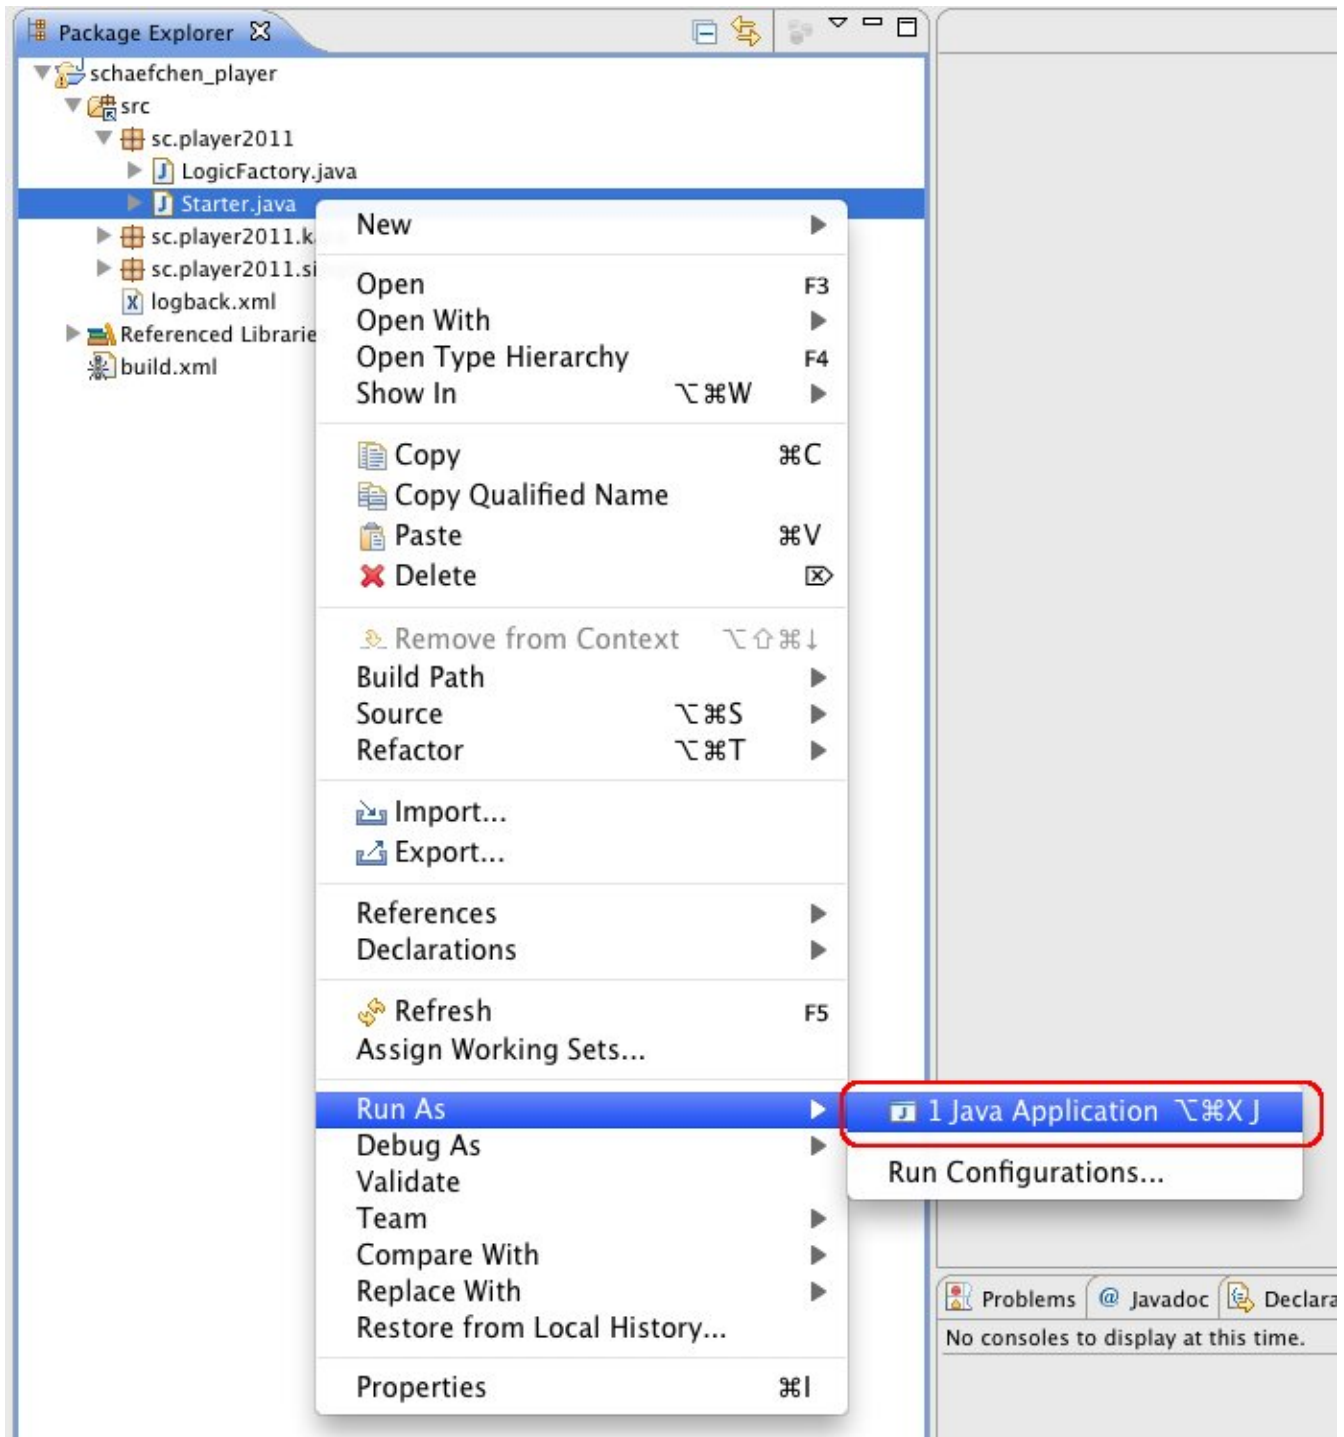 Package Explorer
schaefchen_player
src
sc.player2011
LogicFactory.java
Starter.java
sc.player2011.k
sc.player2011.si
logback.xml
Referenced Librarie
build.xml
New
Open F3
Open With
Open Type Hierarchy F4
Show In ⌥⌘W
Copy ⌘C
Copy Qualified Name
Paste ⌘V
Delete ⌦
Remove from Context ⌥⇧⌘↓
Build Path
Source ⌥⌘S
Refactor ⌥⌘T
Import...
Export...
References
Declarations
Refresh F5
Assign Working Sets...
Run As
Debug As
Validate
Team
Compare With
Replace With
Restore from Local History...
Properties ⌘I
1 Java Application ⌥⌘X J
Run Configurations...
Problems @ Javadoc Declara
No consoles to display at this time.